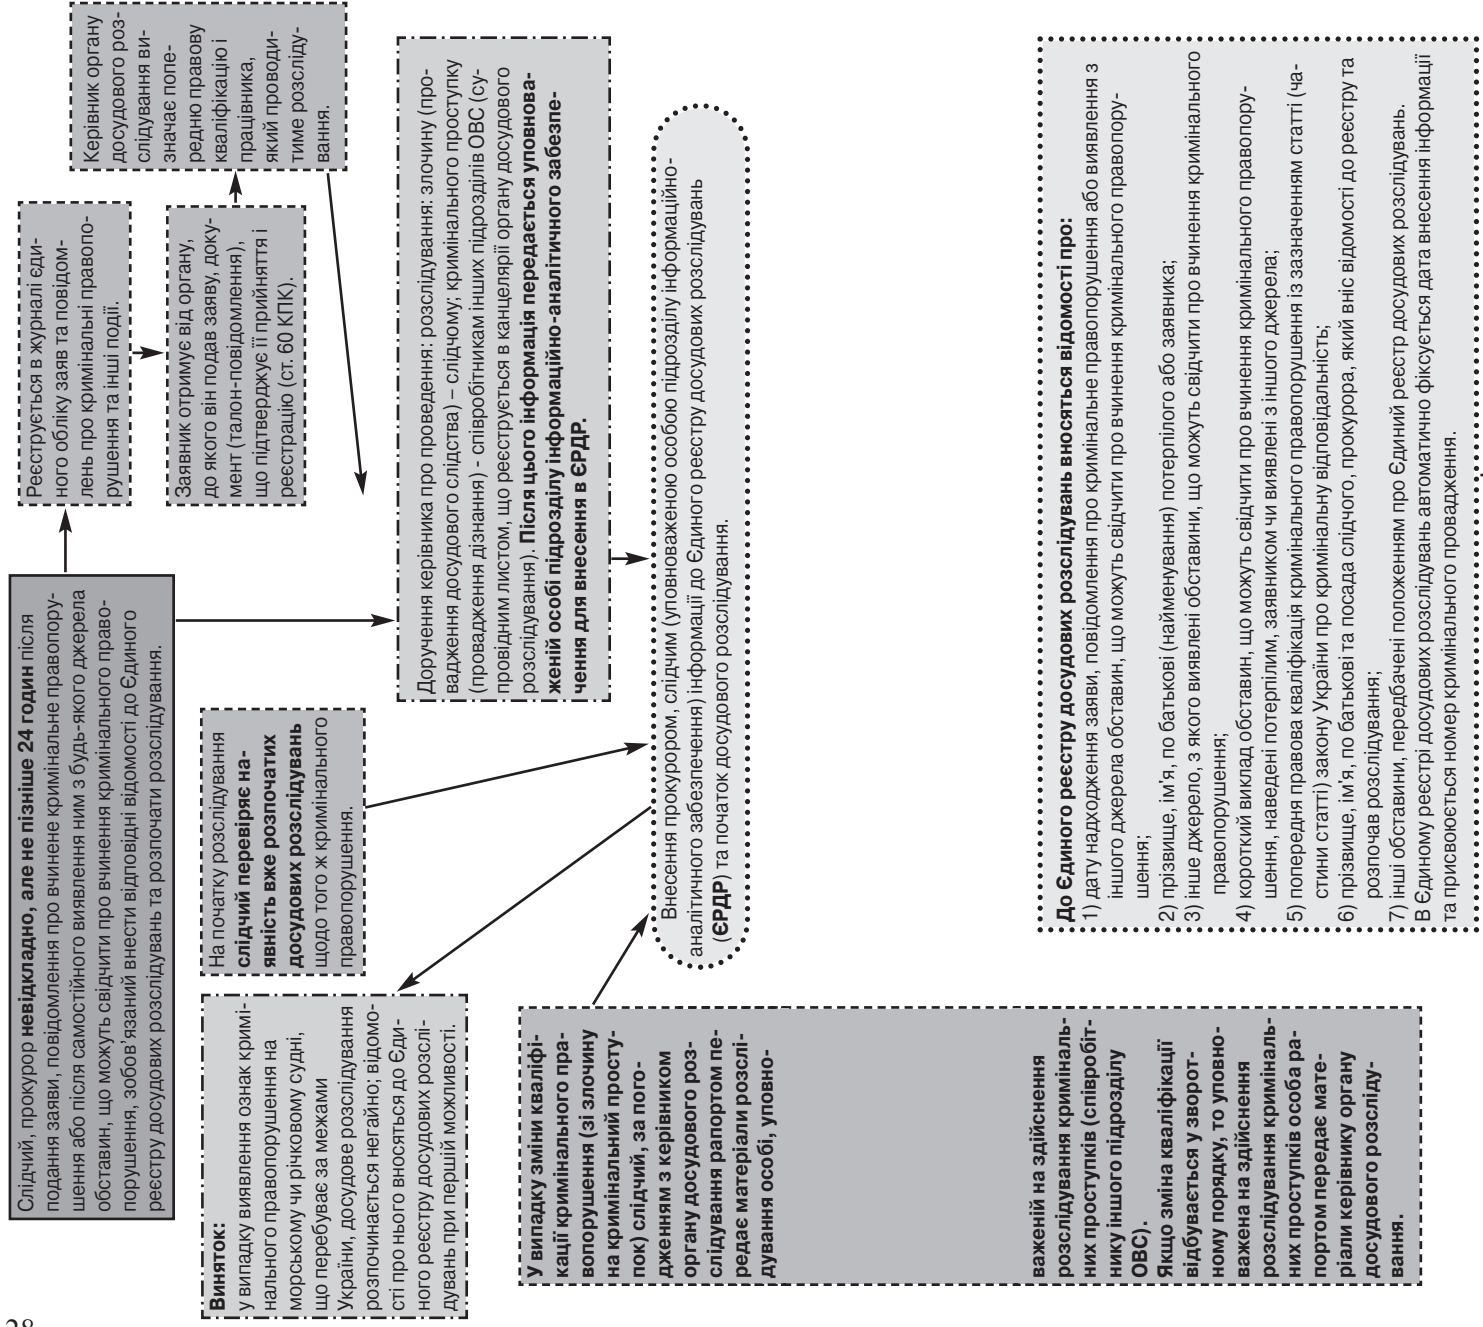 28
Слідчий, прокурор невідкладно, але не пізніше 24 годин після
подання заяви, повідомлення про вчинене кримінальне правопору-
шення або після самостійного виявлення ним з будь-якого джерела
обставин, що можуть свідчити про вчинення кримінального право-
порушення, зобов’язаний внести відповідні відомості до Єдиного
реєстру досудових розслідувань та розпочати розслідування.
Реєструється в журналі єди-
ного обліку заяв та повідом-
лень про кримінальні правопо-
рушення та інші події.
Заявник отримує від органу,
до якого він подав заяву, доку-
мент (талон-повідомлення),
що підтверджує її прийняття і
реєстрацію (ст. 60 КПК).
Керівник органу
досудового роз-
слідування ви-
значає попе-
редню правову
кваліфікацію і
працівника,
який проводи-
тиме розсліду-
вання.
Виняток:
у випадку виявлення ознак кримі-
нального правопорушення на
морському чи річковому судні,
що перебуває за межами
України, досудове розслідування
розпочинається негайно; відомо-
сті про нього вносяться до Єди-
ного реєстру досудових розслі-
дувань при першій можливості.
На початку розслідування
слідчий перевіряє на-
явність вже розпочатих
досудових розслідувань
щодо того ж кримінального
правопорушення.
Доручення керівника про проведення: розслідування: злочину (про-
вадження досудового слідства) – слідчому; кримінального проступку
(провадження дізнання) - співробітникам інших підрозділів ОВС (су-
провідним листом, що реєструється в канцелярії органу досудового
розслідування). Після цього інформація передається уповнова-
женій особі підрозділу інформаційно-аналітичного забезпе-
чення для внесення в ЄРДР.
Внесення прокурором, слідчим (уповноваженою особою підрозділу інформаційно-
аналітичного забезпечення) інформації до Єдиного реєстру досудових розслідувань
(ЄРДР) та початок досудового розслідування.
У випадку зміни кваліфі-
кації кримінального пра-
вопорушення (зі злочину
на кримінальний просту-
пок) слідчий, за пого-
дженням з керівником
органу досудового роз-
слідування рапортом пе-
редає матеріали розслі-
дування особі, уповно-
важеній на здійснення
розслідування криміналь-
них проступків (співробіт-
нику іншого підрозділу
ОВС).
Якщо зміна кваліфікації
відбувається у зворот-
ному порядку, то уповно-
важена на здійснення
розслідування криміналь-
них проступків особа ра-
портом передає мате-
ріали керівнику органу
досудового розсліду-
вання.
До Єдиного реєстру досудових розслідувань вносяться відомості про:
1) дату надходження заяви, повідомлення про кримінальне правопорушення або виявлення з
іншого джерела обставин, що можуть свідчити про вчинення кримінального правопору-
шення;
2) прізвище, ім’я, по батькові (найменування) потерпілого або заявника;
3) інше джерело, з якого виявлені обставини, що можуть свідчити про вчинення кримінального
правопорушення;
4) короткий виклад обставин, що можуть свідчити про вчинення кримінального правопору-
шення, наведені потерпілим, заявником чи виявлені з іншого джерела;
5) попередня правова кваліфікація кримінального правопорушення із зазначенням статті (ча-
стини статті) закону України про кримінальну відповідальність;
6) прізвище, ім’я, по батькові та посада слідчого, прокурора, який вніс відомості до реєстру та
розпочав розслідування;
7) інші обставини, передбачені положенням про Єдиний реєстр досудових розслідувань.
В Єдиному реєстрі досудових розслідувань автоматично фіксується дата внесення інформації
та присвоюється номер кримінального провадження.